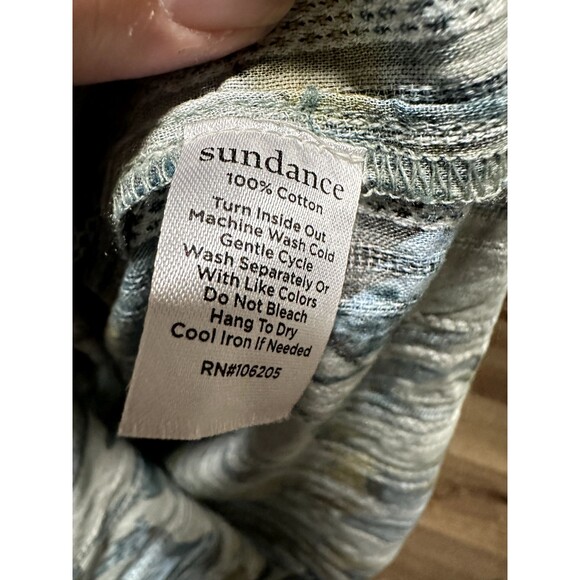 sundance
100% Cotton
Turn Inside Out
Machine Wash Cold
Gentle Cycle
Wash Separately Or
With Like Colors
Do Not Bleach
Hang To Dry
Cool Iron If Needed
RN#106205